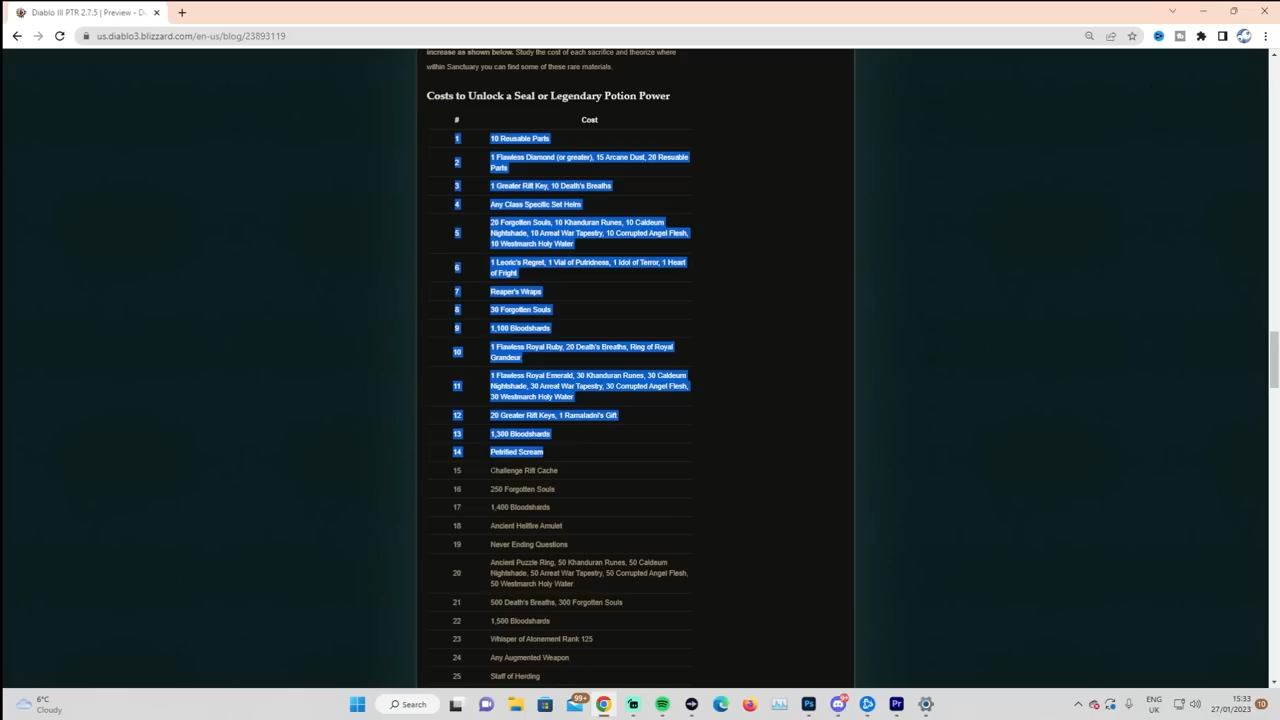 Diablo III PTR 2.7.5 | Preview - D
us.diablo3.blizzard.com/en-us/blog/23893119
increase as shown below. Study the cost of each sacrifice and theorize where
within Sanctuary you can find some of these rare materials.
Costs to Unlock a Seal or Legendary Potion Power
# Cost
1 10 Reusable Parts
2 1 Flawless Diamond (or greater), 15 Arcane Dust, 20 Resuable
Parts
3 1 Greater Rift Key, 10 Death's Breaths
4 Any Class Specific Set Helm
5 20 Forgotten Souls, 10 Khanduran Runes, 10 Caldeum
Nightshade, 10 Arreat War Tapestry, 10 Corrupted Angel Flesh,
10 Westmarch Holy Water
6 1 Leoric's Regret, 1 Vial of Putridness, 1 Idol of Terror, 1 Heart
of Fright
7 Reaper's Wraps
8 30 Forgotten Souls
9 1,100 Bloodshards
10 1 Flawless Royal Ruby, 20 Death's Breaths, Ring of Royal
Grandeur
11 1 Flawless Royal Emerald, 30 Khanduran Runes, 30 Caldeum
Nightshade, 30 Arreat War Tapestry, 30 Corrupted Angel Flesh,
30 Westmarch Holy Water
12 20 Greater Rift Keys, 1 Ramaladni's Gift
13 1,300 Bloodshards
14 Petrified Scream
15 Challenge Rift Cache
16 250 Forgotten Souls
17 1,400 Bloodshards
18 Ancient Hellfire Amulet
19 Never Ending Questions
20 Ancient Puzzle Ring, 50 Khanduran Runes, 50 Caldeum
Nightshade, 50 Arreat War Tapestry, 50 Corrupted Angel Flesh,
50 Westmarch Holy Water
21 500 Death's Breaths, 300 Forgotten Souls
22 1,500 Bloodshards
23 Whisper of Atonement Rank 125
24 Any Augmented Weapon
25 Staff of Herding
6°C
Cloudy
Search
99+
99+
ENG
UK
15:33
27/01/2023
10